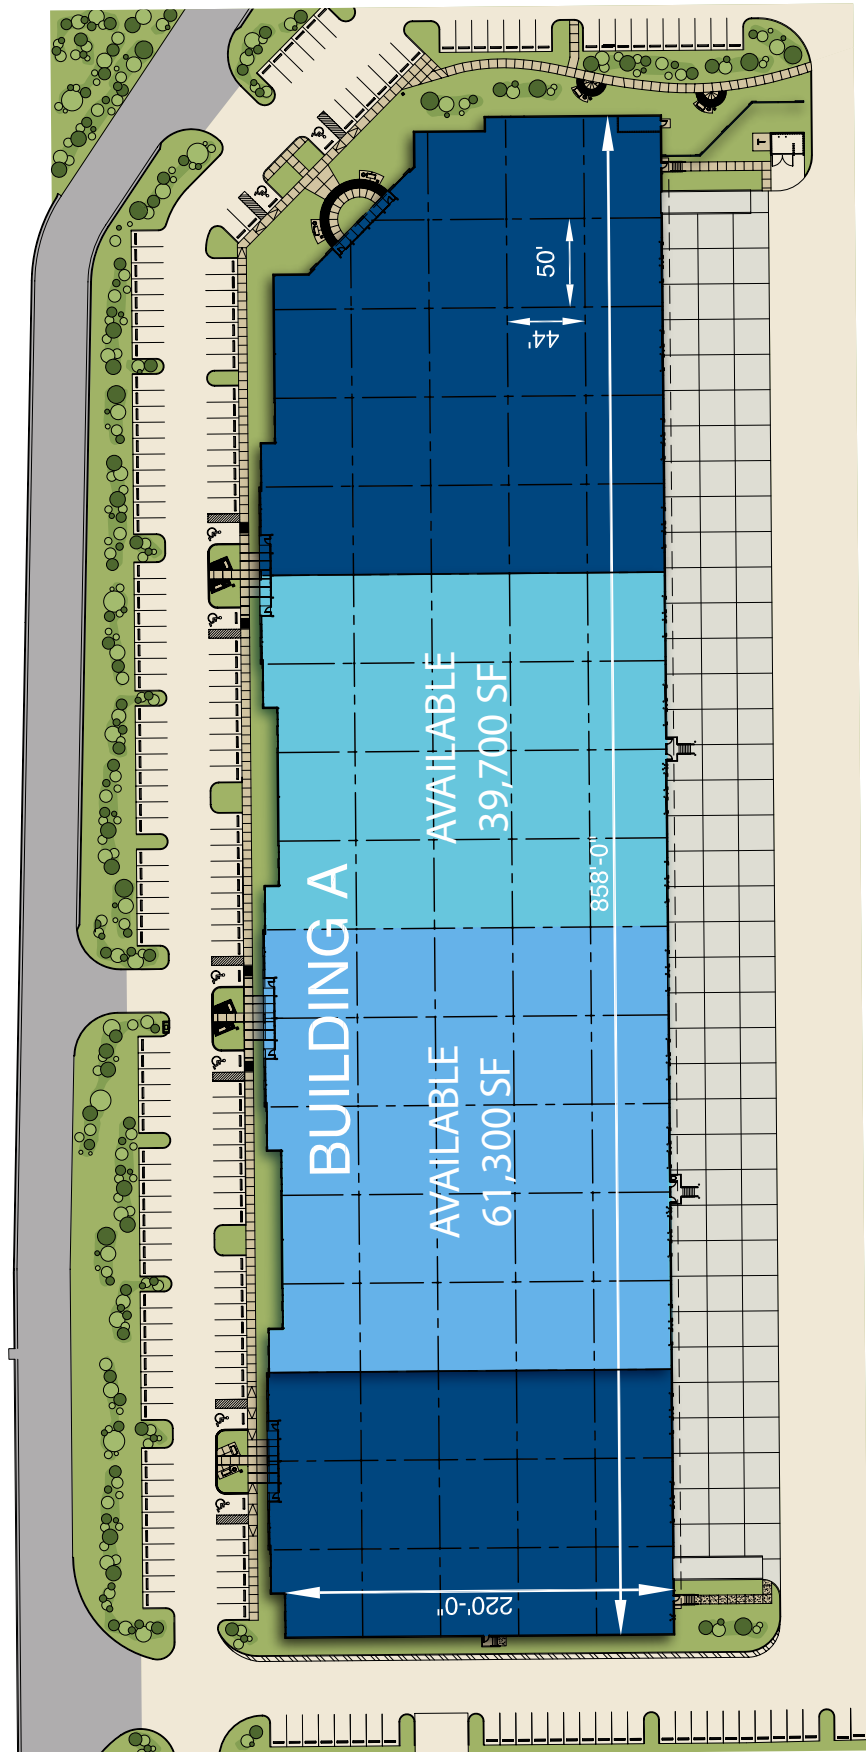 BUILDING A
AVAILABLE
39,700 SF
AVAILABLE
61,300 SF
50'
44'
858'-0"
220'-0"
T